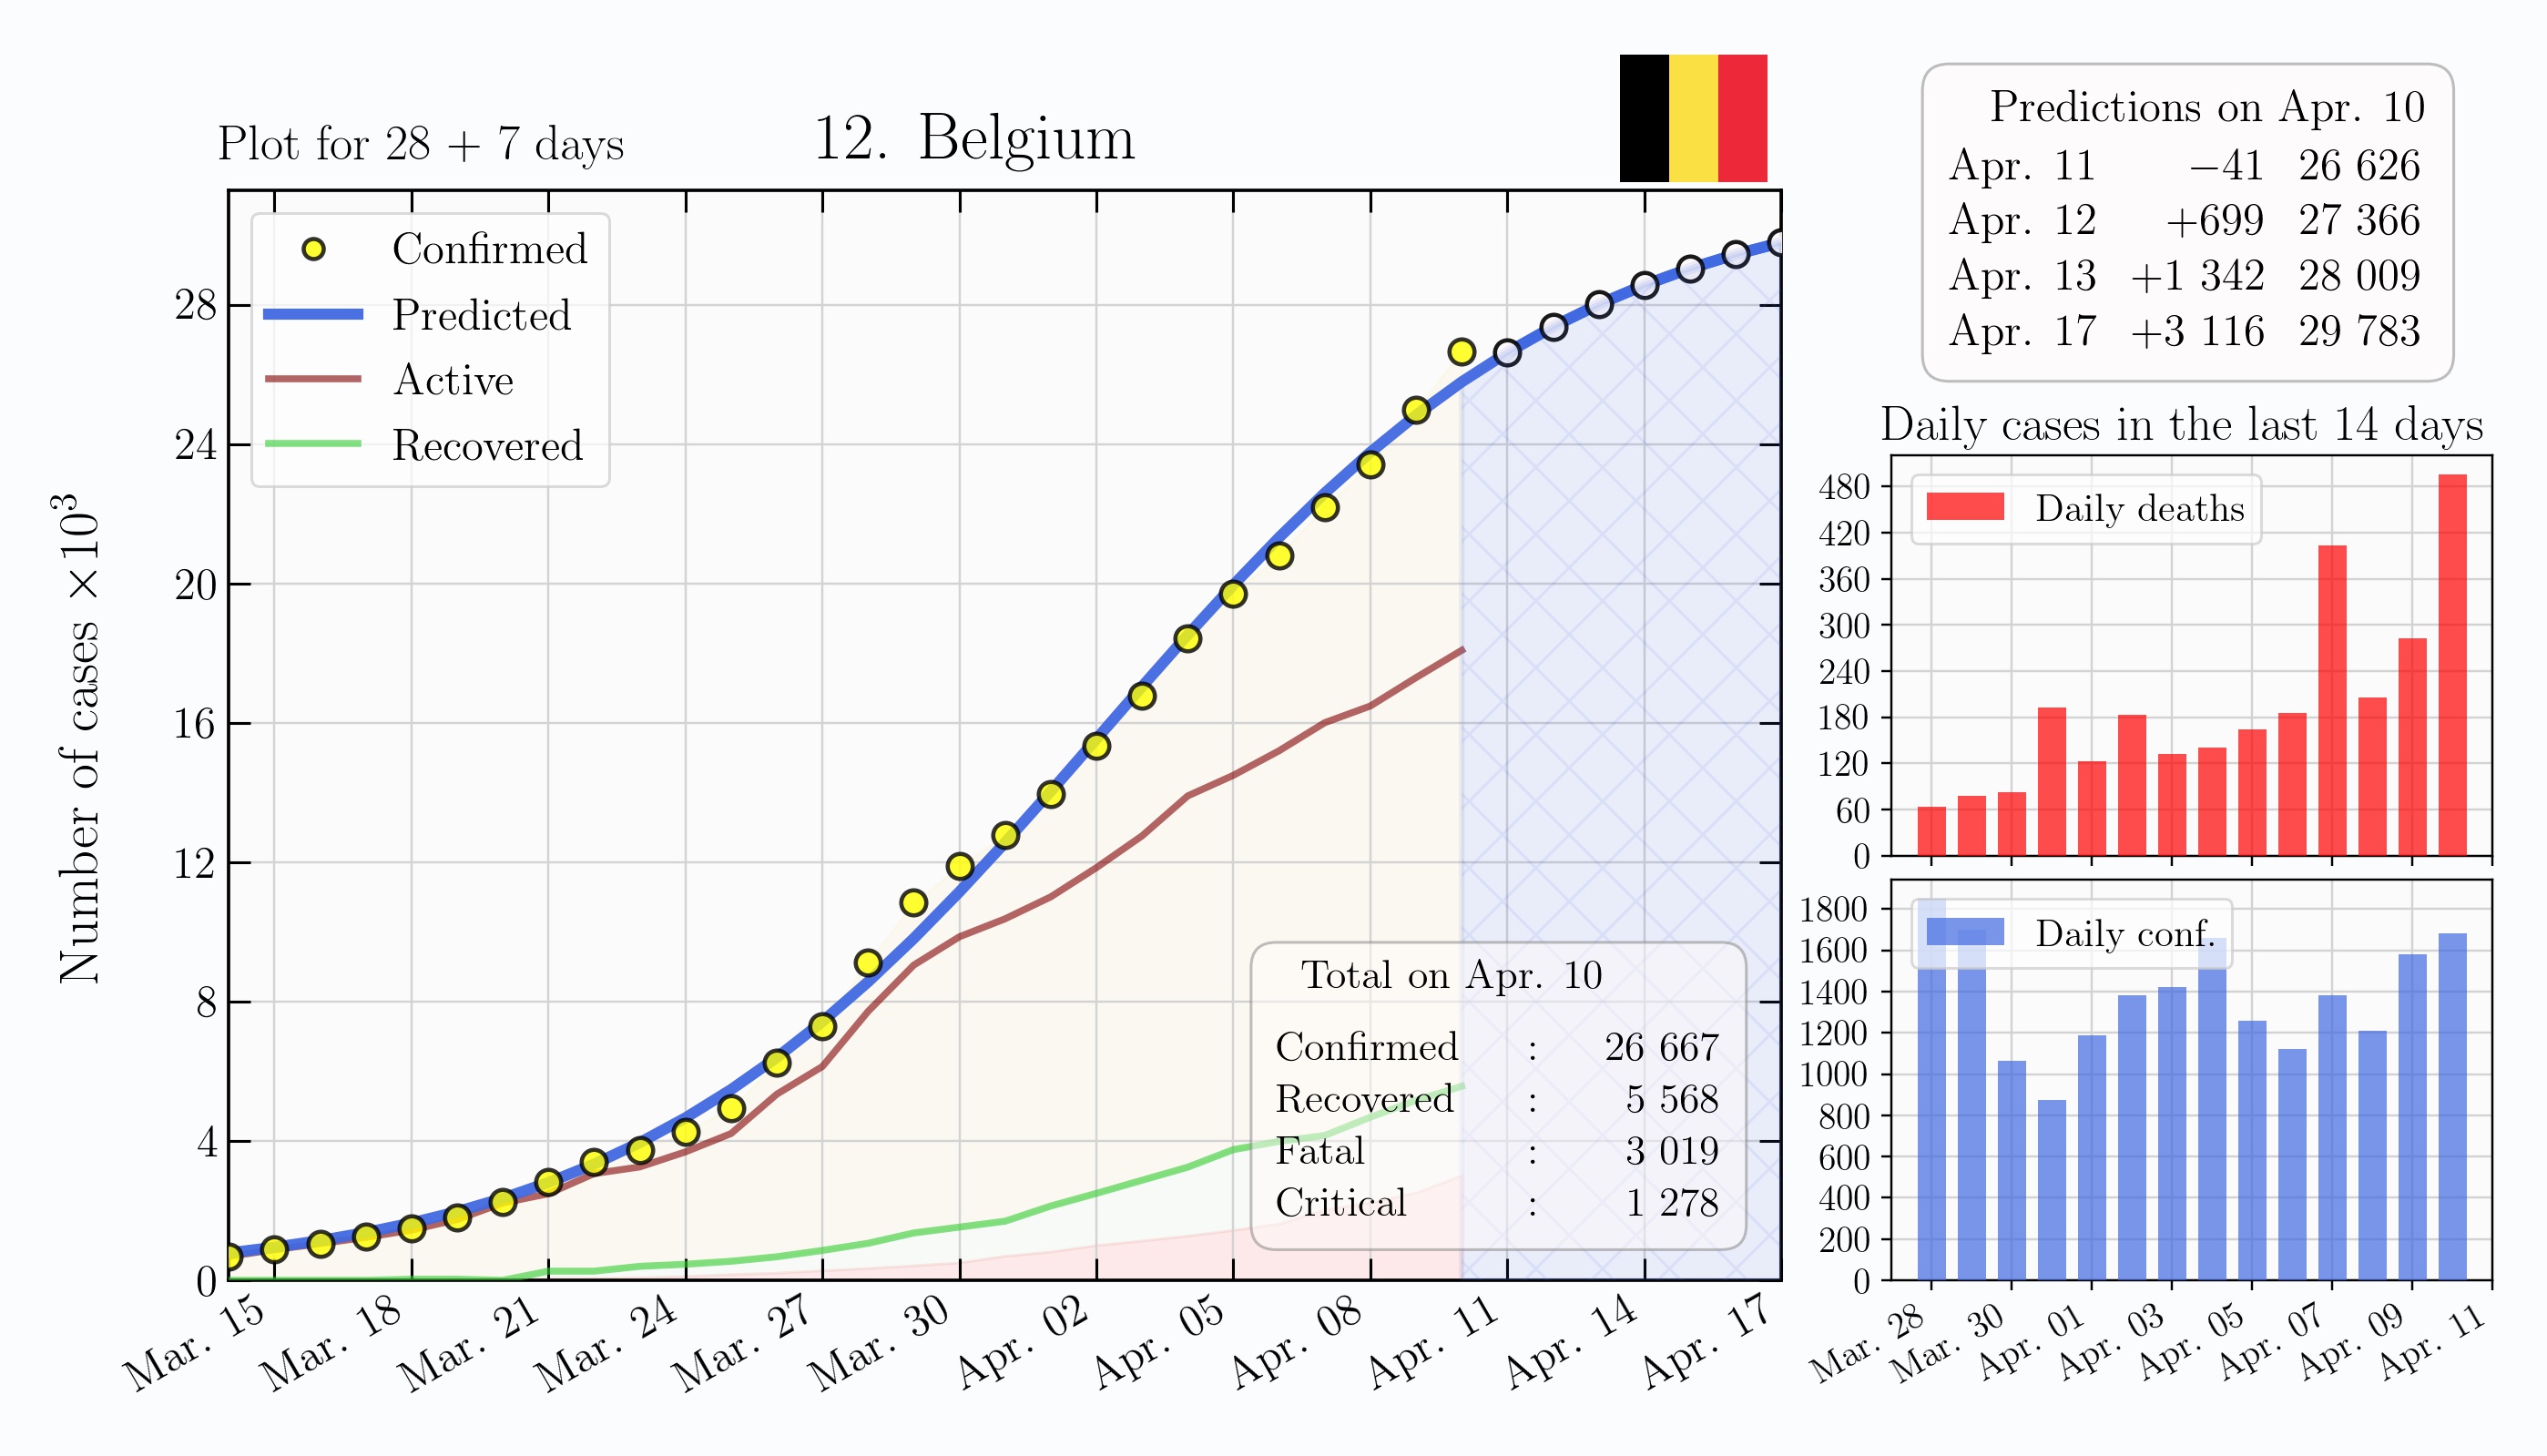 Plot for 28 + 7 days
12. Belgium
Number of cases ×10³
28
24
20
16
12
8
4
0
Confirmed
Predicted
Active
Recovered
Total on Apr. 10
Confirmed : 26 667
Recovered : 5 568
Fatal : 3 019
Critical : 1 278
Mar. 15
Mar. 18
Mar. 21
Mar. 24
Mar. 27
Mar. 30
Apr. 02
Apr. 05
Apr. 08
Apr. 11
Apr. 14
Apr. 17
Predictions on Apr. 10
Apr. 11 −41 26 626
Apr. 12 +699 27 366
Apr. 13 +1 342 28 009
Apr. 17 +3 116 29 783
Daily cases in the last 14 days
480
420
360
300
240
180
120
60
0
Daily deaths
1800
1600
1400
1200
1000
800
600
400
200
0
Daily conf.
Mar. 28
Mar. 30
Apr. 01
Apr. 03
Apr. 05
Apr. 07
Apr. 09
Apr. 11